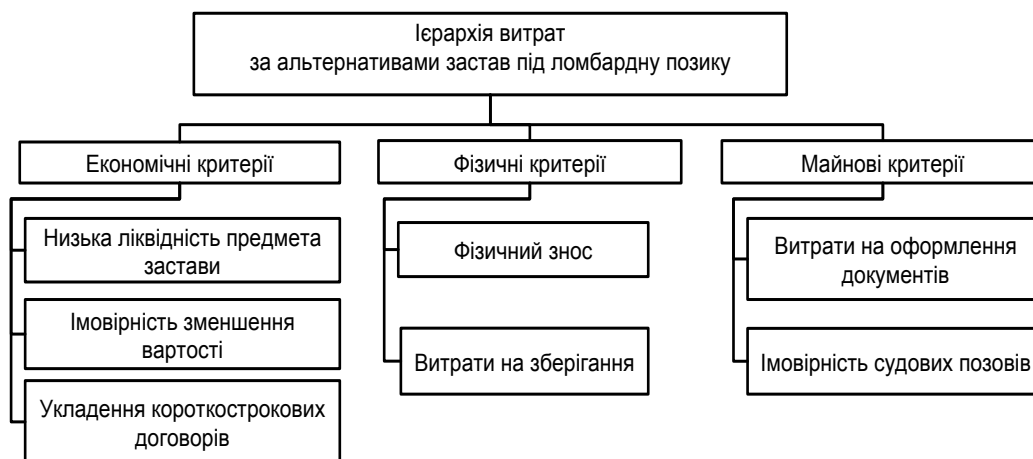 Ієрархія витрат
за альтернативами застав під ломбардну позику
Економічні критерії
Низька ліквідність предмета
застави
Імовірність зменшення
вартості
Укладення короткострокових
договорів
Фізичні критерії
Фізичний знос
Витрати на зберігання
Майнові критерії
Витрати на оформлення
документів
Імовірність судових позовів